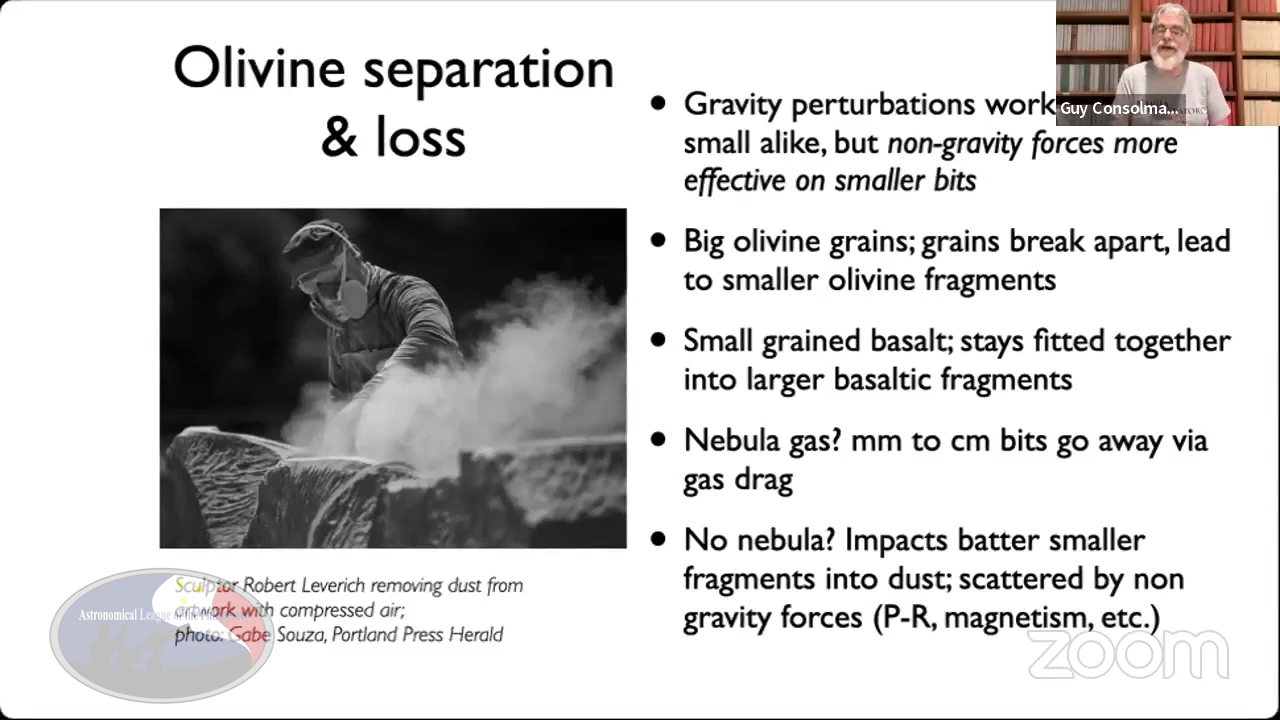 Olivine separation
& loss
Gravity perturbations work
small alike, but non-gravity forces more
effective on smaller bits
Big olivine grains; grains break apart, lead
to smaller olivine fragments
Small grained basalt; stays fitted together
into larger basaltic fragments
Nebula gas? mm to cm bits go away via
gas drag
No nebula? Impacts batter smaller
fragments into dust; scattered by non
gravity forces (P-R, magnetism, etc.)
Sculptor Robert Leverich removing dust from
artwork with compressed air;
photo: Gabe Souza, Portland Press Herald
Astronomical League of the
Guy Consolma...
zoom